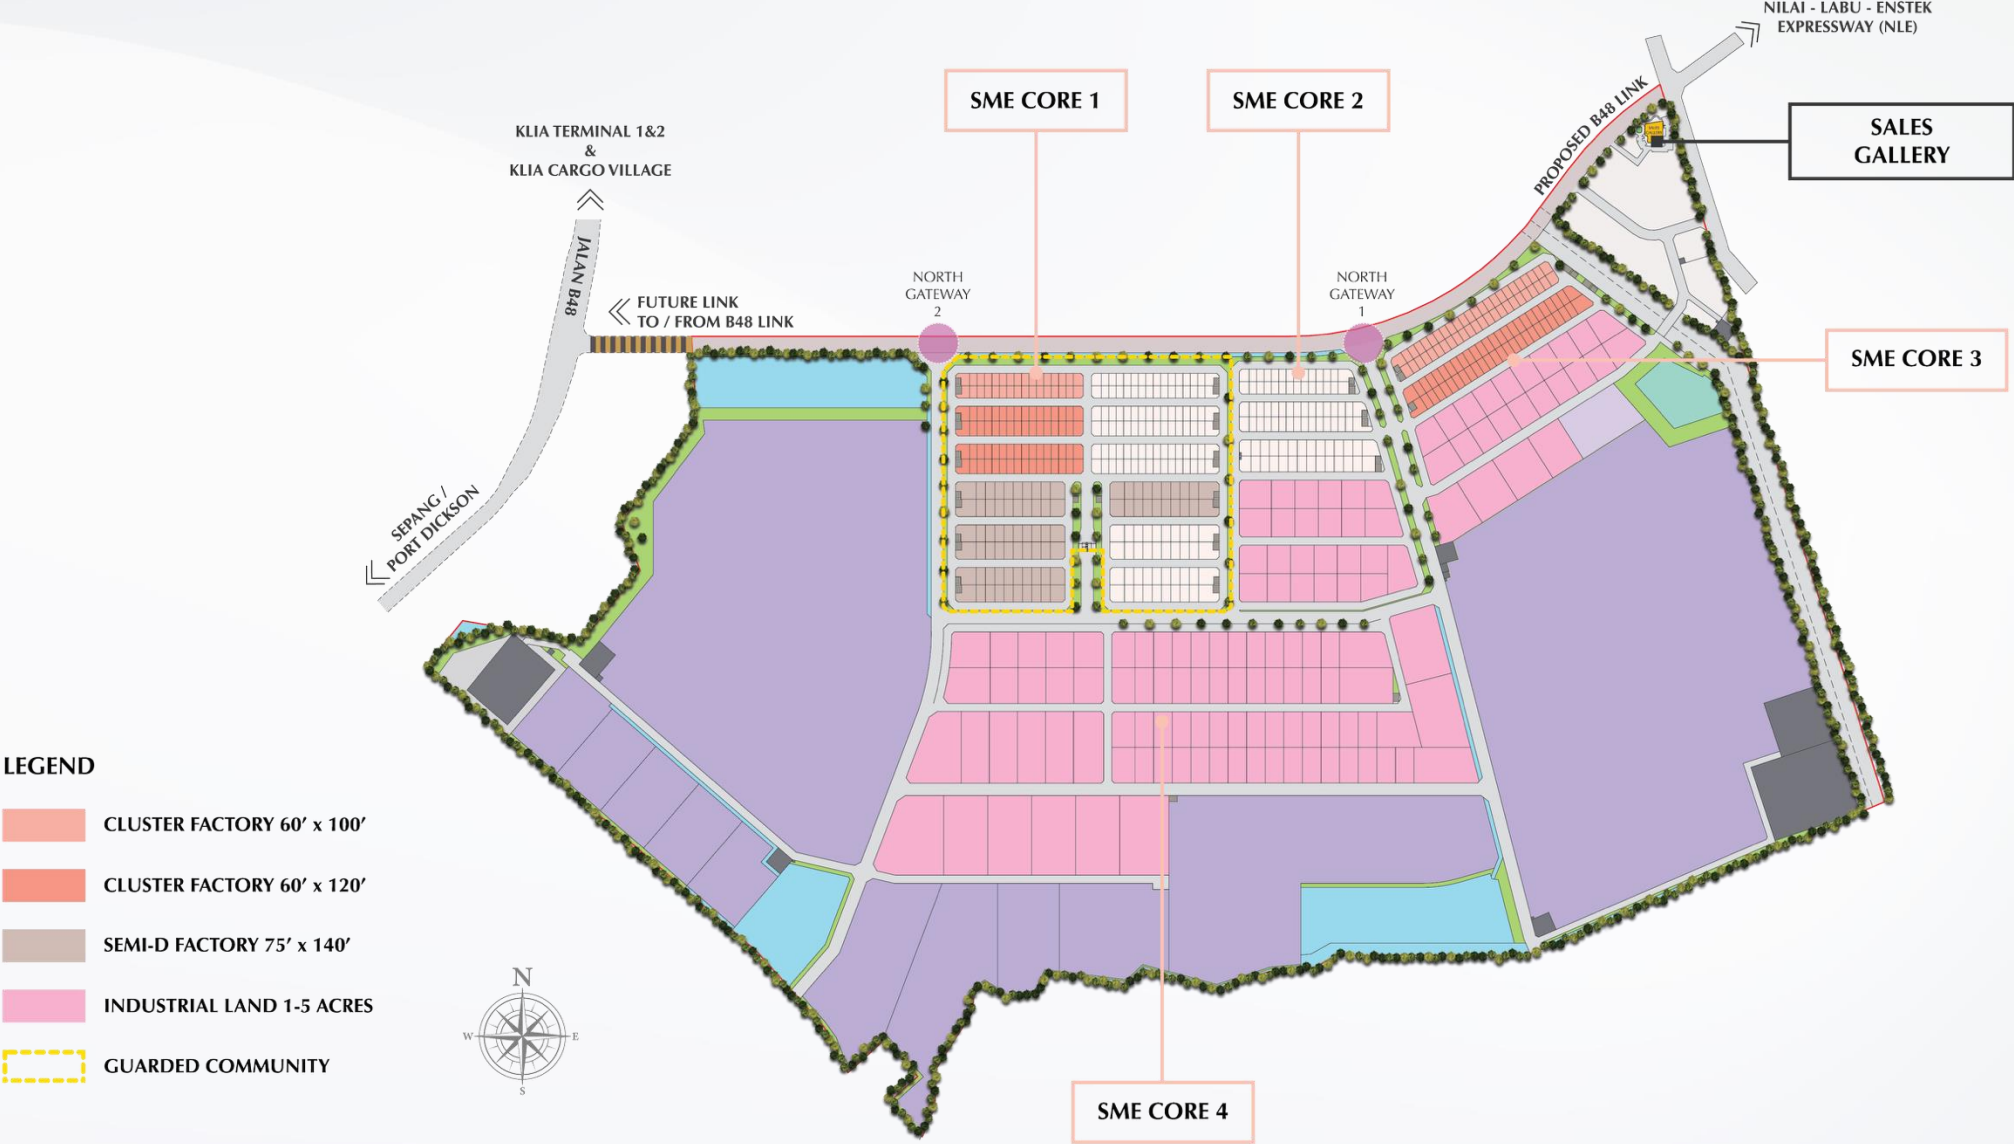 NILAI - LABU - ENSTEK
EXPRESSWAY (NLE)
SME CORE 1
SME CORE 2
PROPOSED B48 LINK
SALES
GALLERY
KLIA TERMINAL 1&2
&
KLIA CARGO VILLAGE
JALAN B48
NORTH
GATEWAY
2
NORTH
GATEWAY
1
FUTURE LINK
TO / FROM B48 LINK
SME CORE 3
SEPANG /
PORT DICKSON
LEGEND
CLUSTER FACTORY 60’ x 100’
CLUSTER FACTORY 60’ x 120’
SEMI-D FACTORY 75’ x 140’
INDUSTRIAL LAND 1-5 ACRES
GUARDED COMMUNITY
N
W
E
S
SME CORE 4